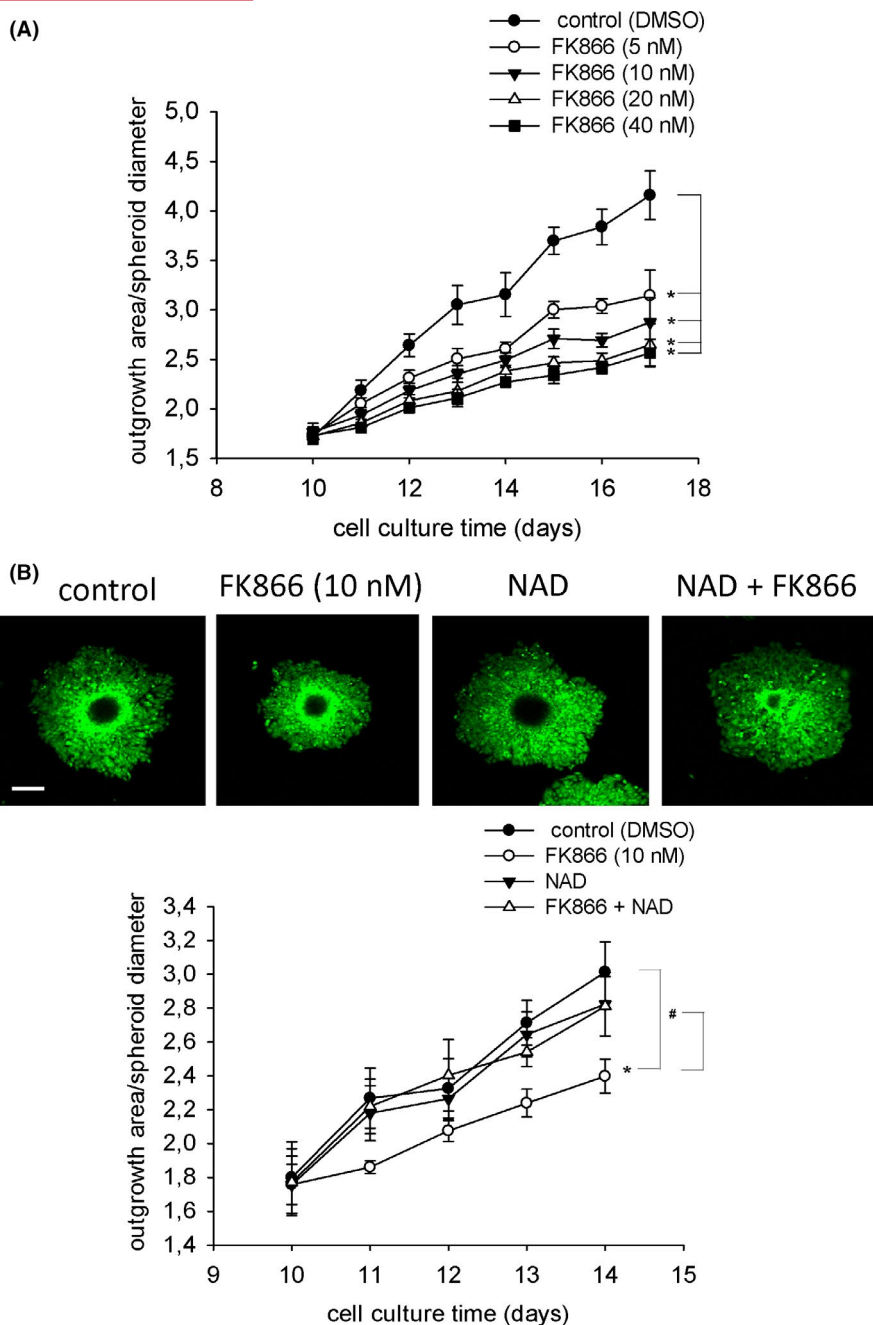 (A)
control (DMSO)
FK866 (5 nM)
FK866 (10 nM)
FK866 (20 nM)
FK866 (40 nM)
outgrowth area/spheroid diameter
5,0
4,5
4,0
3,5
3,0
2,5
2,0
1,5
*
*
*
*
8 10 12 14 16 18
cell culture time (days)
(B)
control FK866 (10 nM) NAD NAD + FK866
control (DMSO)
FK866 (10 nM)
NAD
FK866 + NAD
outgrowth area/spheroid diameter
3,4
3,2
3,0
2,8
2,6
2,4
2,2
2,0
1,8
1,6
1,4
#
*
9 10 11 12 13 14 15
cell culture time (days)